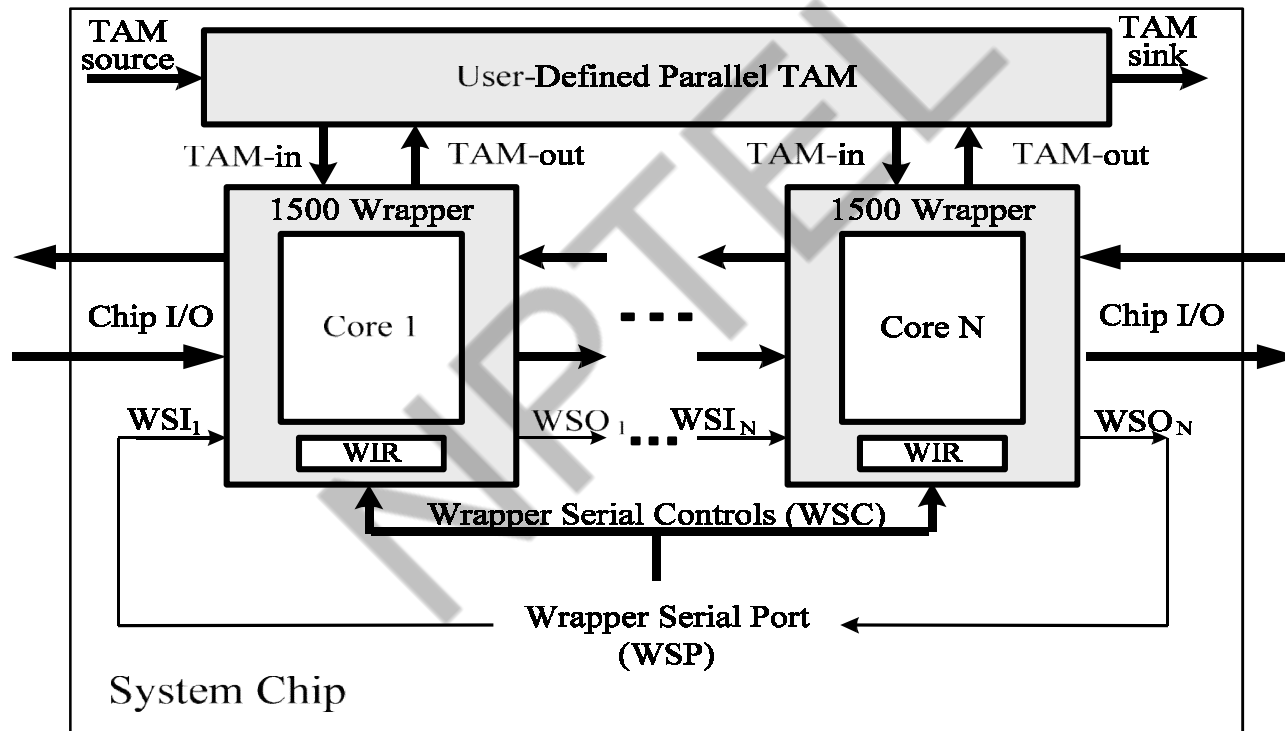 TAM source
TAM sink
User-Defined Parallel TAM
TAM-in
TAM-out
TAM-in
TAM-out
1500 Wrapper
1500 Wrapper
Chip I/O
Core 1
Core N
Chip I/O
WSI1
WSO1
WSIN
WSON
WIR
WIR
Wrapper Serial Controls (WSC)
Wrapper Serial Port
(WSP)
System Chip
NPTEL